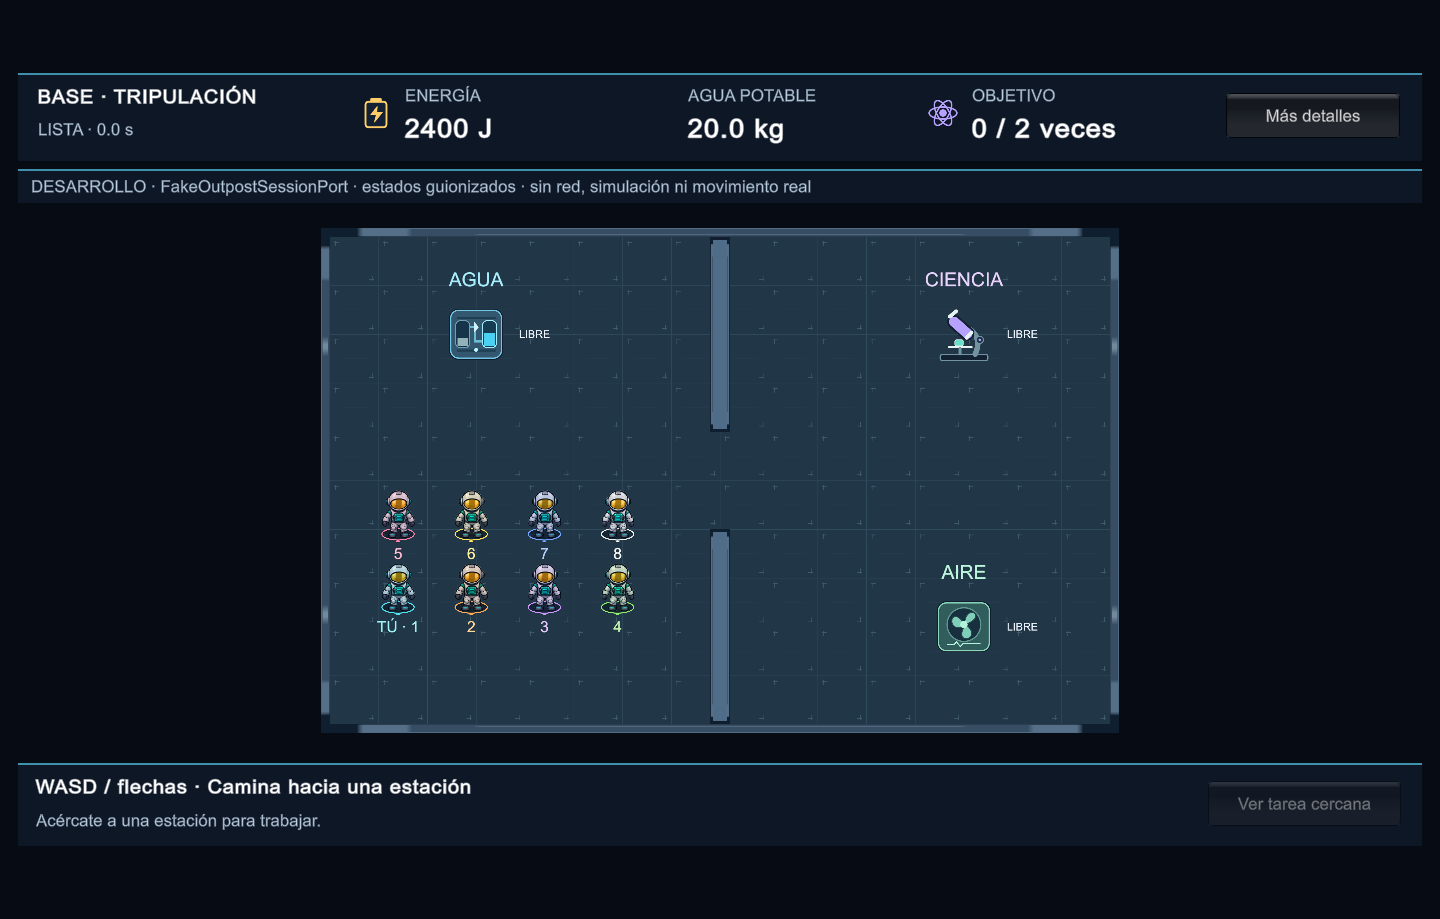 BASE · TRIPULACIÓN
LISTA · 0.0 s
ENERGÍA
2400 J
AGUA POTABLE
20.0 kg
OBJETIVO
0 / 2 veces
Más detalles
DESARROLLO · FakeOutpostSessionPort · estados guionizados · sin red, simulación ni movimiento real
AGUA
LIBRE
CIENCIA
LIBRE
5 6 7 8
TÚ · 1 2 3 4
AIRE
LIBRE
WASD / flechas · Camina hacia una estación
Acércate a una estación para trabajar.
Ver tarea cercana